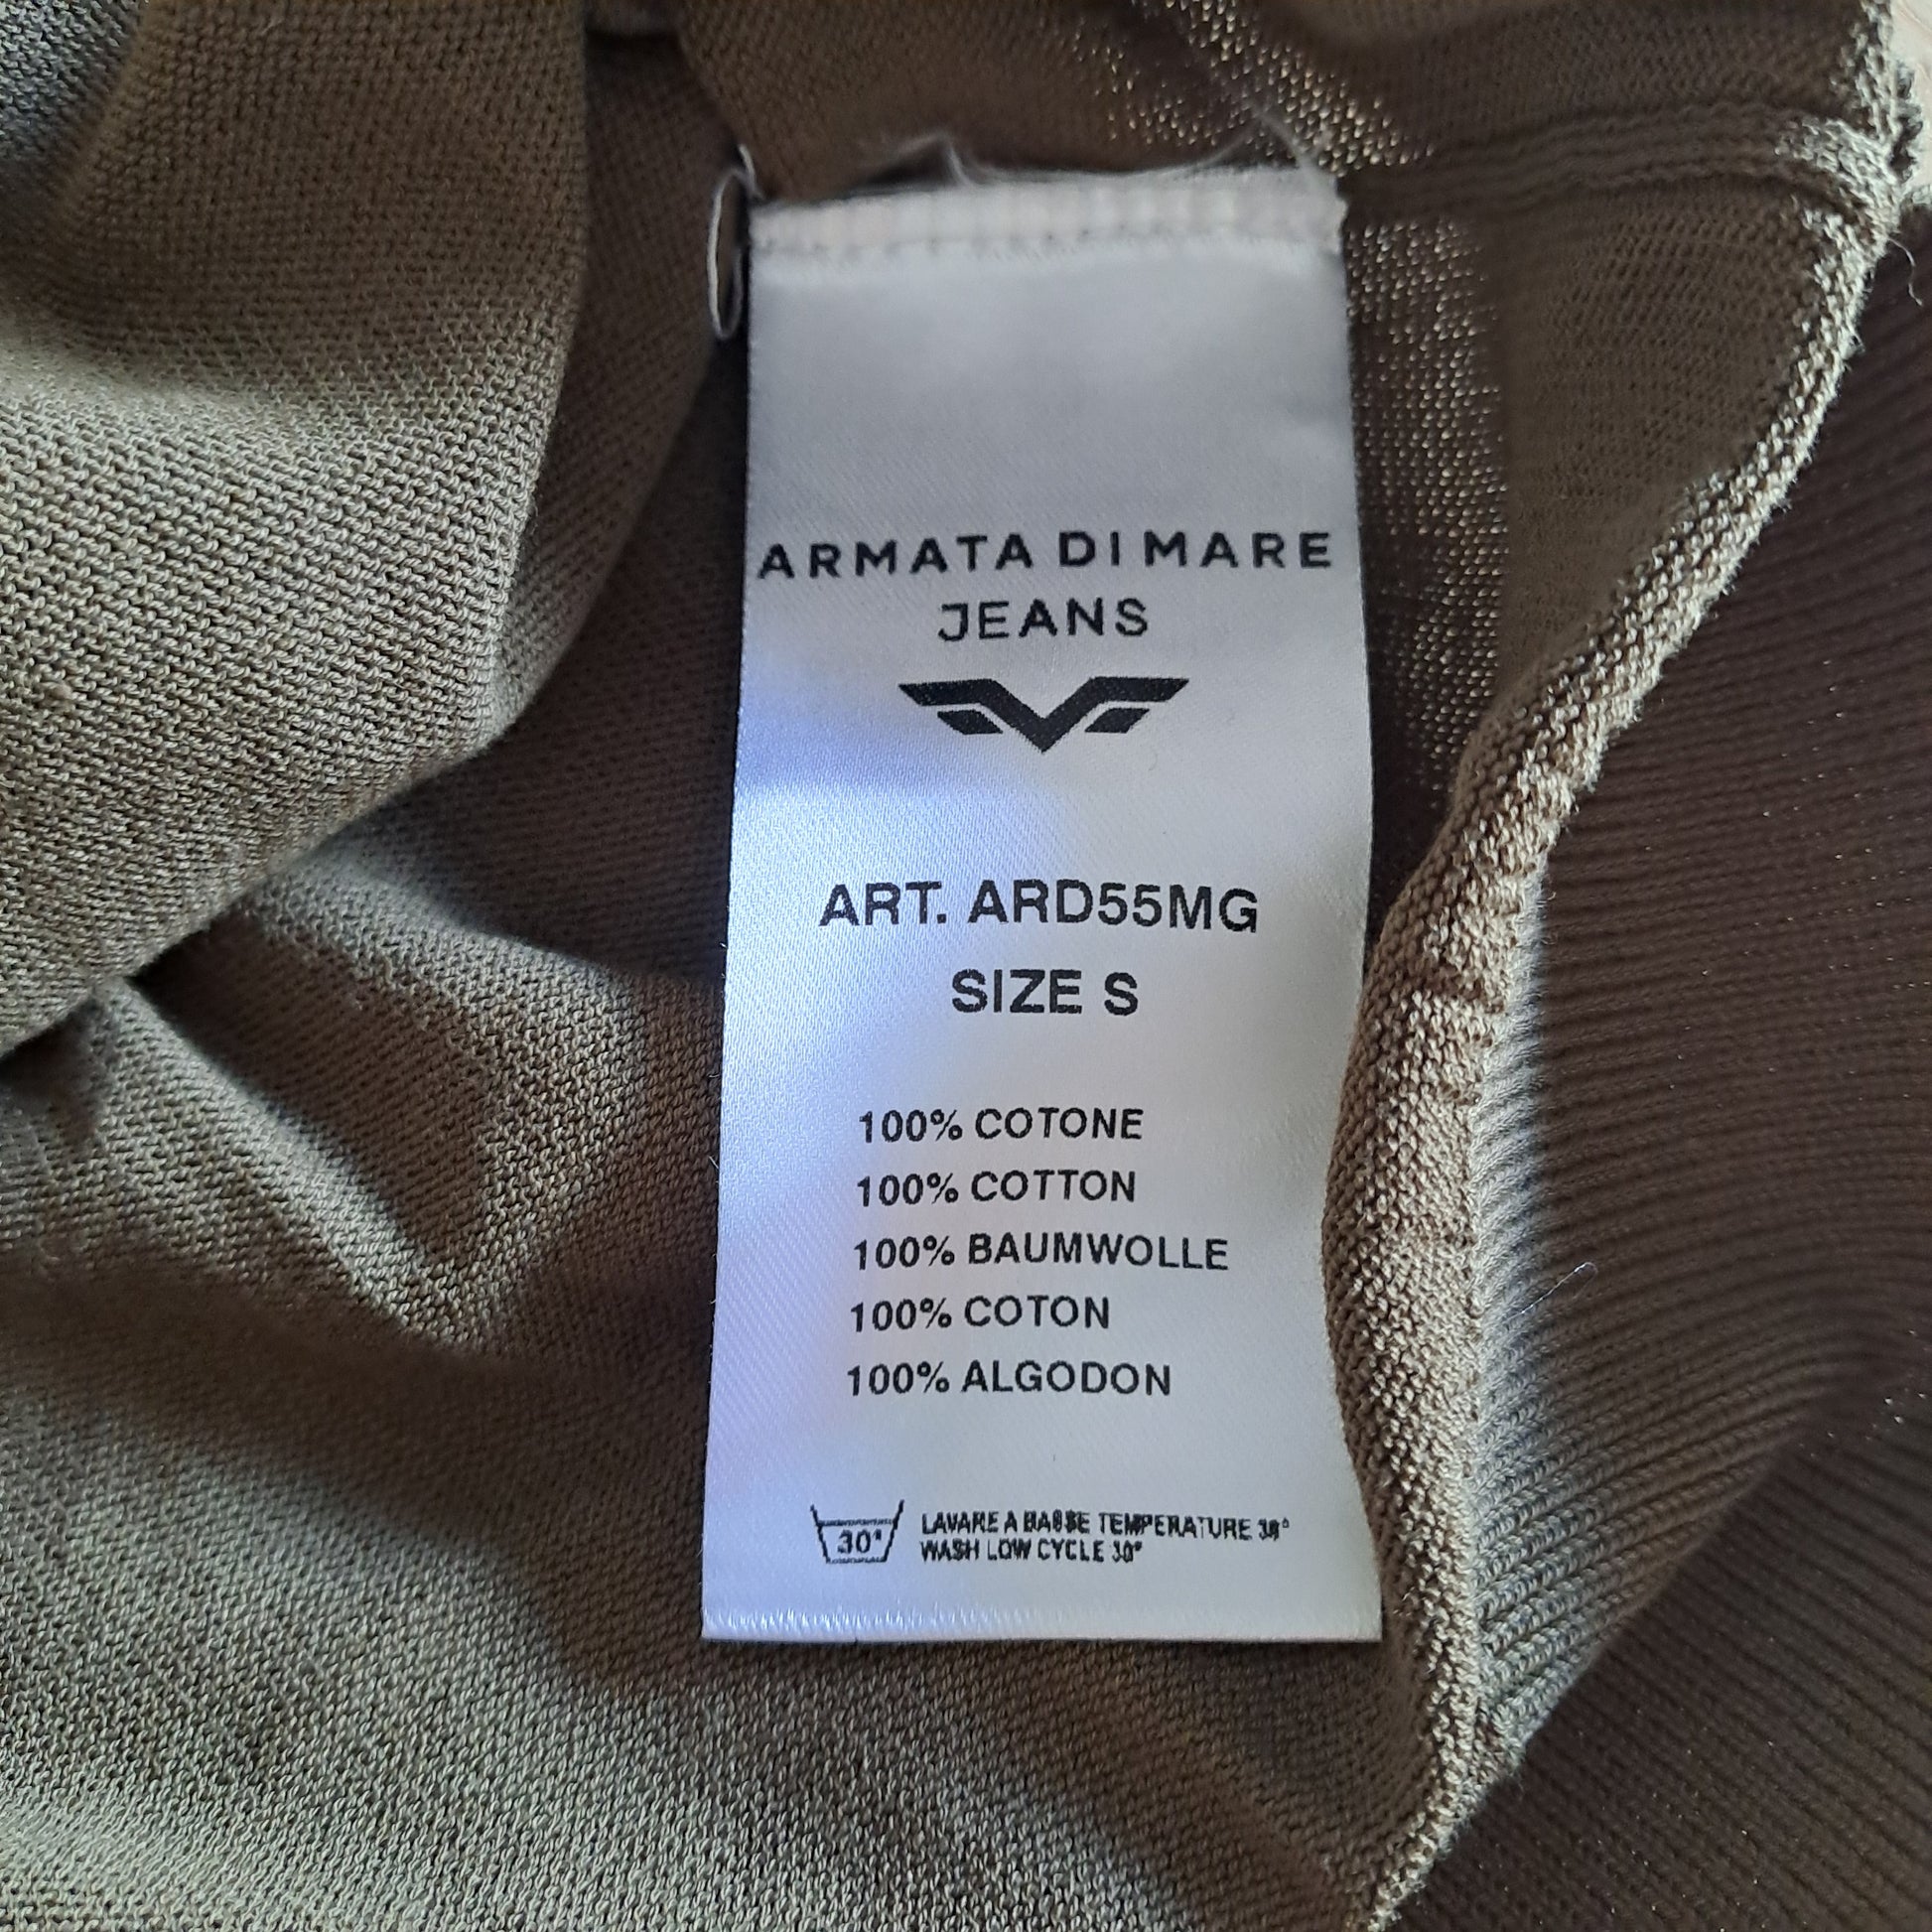 ARMATA DI MARE
JEANS
ART. ARD55MG
SIZE S
100% COTONE
100% COTTON
100% BAUMWOLLE
100% COTON
100% ALGODON
30°
LAVARE A BASSE TEMPERATURE 30°
WASH LOW CYCLE 30°